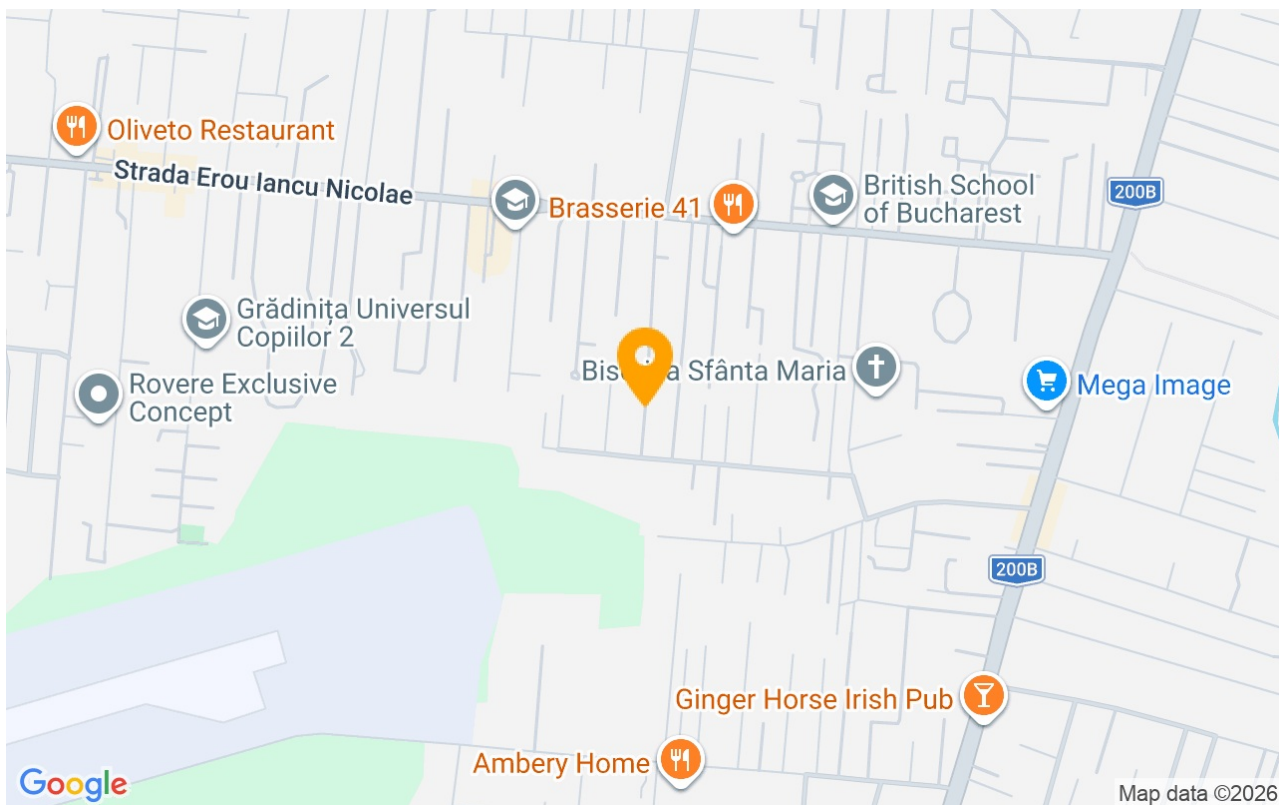 Oliveto Restaurant
Strada Erou Iancu Nicolae
Brasserie 41
British School
of Bucharest
200B
Grădinița Universul
Copiilor 2
Sfânta Maria
Rovere Exclusive
Concept
Mega Image
200B
Ginger Horse Irish Pub
Ambery Home
Google
Map data ©2026